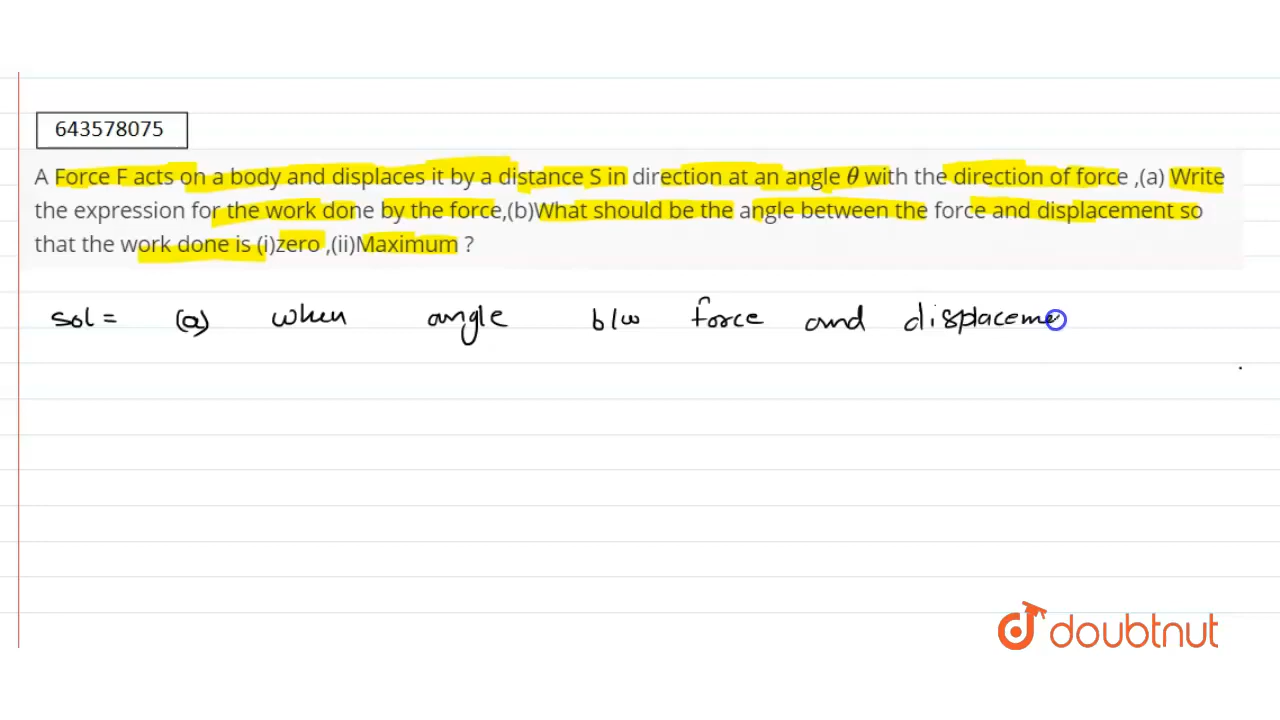 643578075
A Force F acts on a body and displaces it by a distance S in direction at an angle θ with the direction of force ,(a) Write
the expression for the work done by the force,(b)What should be the angle between the force and displacement so
that the work done is (i)zero ,(ii)Maximum ?
sol= (a) when angle b/w force and displaceme
doubtnut